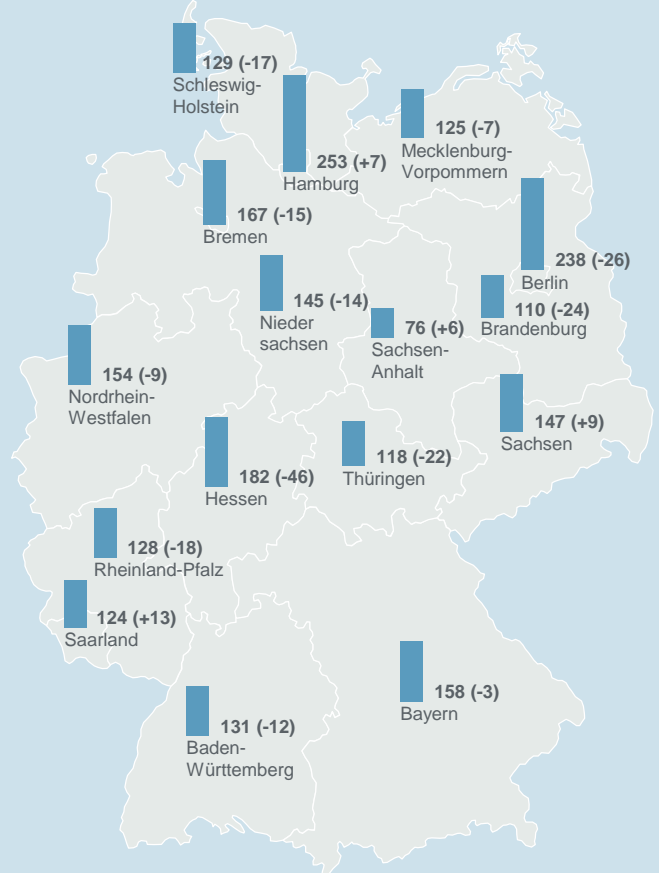 129 (-17)
Schleswig-
Holstein
253 (+7)
Hamburg
125 (-7)
Mecklenburg-
Vorpommern
167 (-15)
Bremen
238 (-26)
Berlin
145 (-14)
Nieder
sachsen
76 (+6)
Sachsen-
Anhalt
110 (-24)
Brandenburg
154 (-9)
Nordrhein-
Westfalen
147 (+9)
Sachsen
182 (-46)
Hessen
118 (-22)
Thüringen
128 (-18)
Rheinland-Pfalz
124 (+13)
Saarland
158 (-3)
Bayern
131 (-12)
Baden-
Württemberg